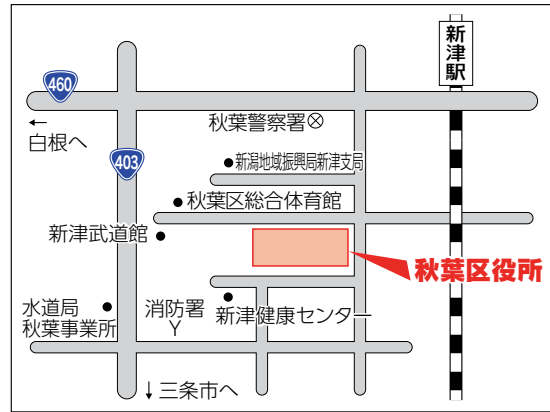 新津駅
460
←
白根へ
秋葉警察署⊗
403
●新潟地域振興局新津支局
●秋葉区総合体育館
新津武道館●
秋葉区役所
水道局●
秋葉事業所
消防署
Y
●
新津健康センター
↓三条市へ